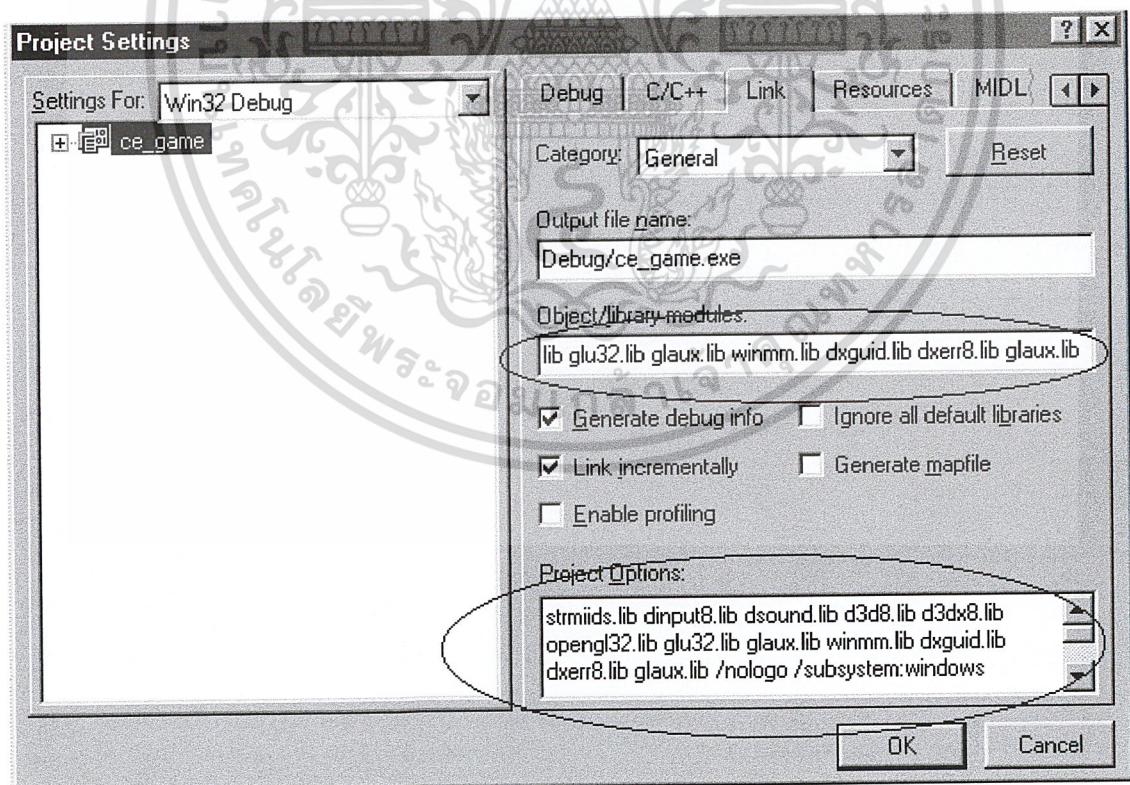 Project Settings
Settings For: Win32 Debug
ce_game
Debug C/C++ Link Resources MIDL
Category: General Reset
Output file name:
Debug/ce_game.exe
Object/library modules:
lib glu32.lib glaux.lib winmm.lib dxguid.lib dxerr8.lib glaux.lib
Generate debug info Ignore all default libraries
Link incrementally Generate mapfile
Enable profiling
Project Options:
strmiids.lib dinput8.lib dsound.lib d3d8.lib d3dx8.lib
opengl32.lib glu32.lib glaux.lib winmm.lib dxguid.lib
dxerr8.lib glaux.lib /nologo /subsystem:windows
OK Cancel